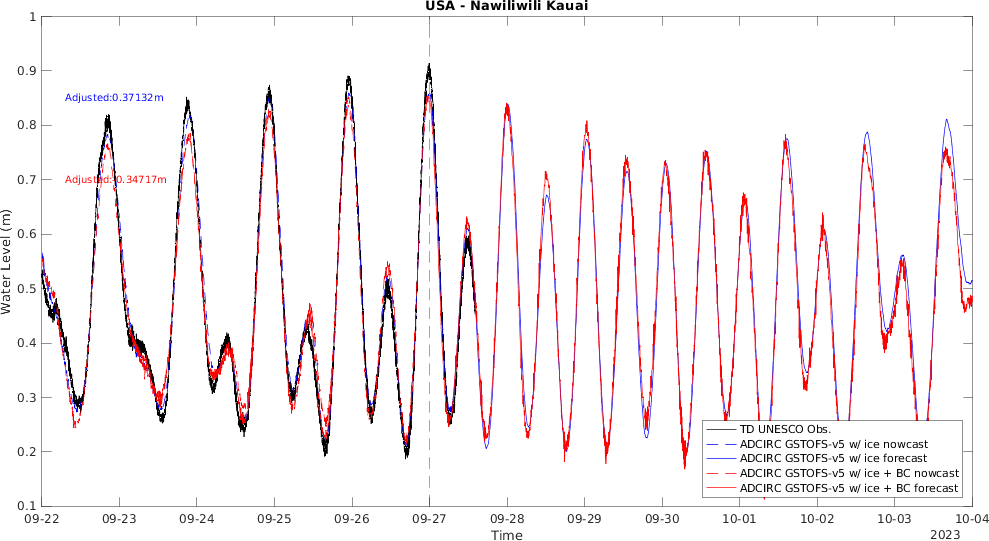 USA - Nawiliwili Kauai
1
0.9
0.8
0.7
0.6
0.5
0.4
0.3
0.2
0.1
Water Level (m)
Adjusted:0.37132m
Adjusted:-0.34717m
TD UNESCO Obs.
ADCIRC GSTOFS-v5 w/ ice nowcast
ADCIRC GSTOFS-v5 w/ ice forecast
ADCIRC GSTOFS-v5 w/ ice + BC nowcast
ADCIRC GSTOFS-v5 w/ ice + BC forecast
09-22 09-23 09-24 09-25 09-26 09-27 09-28 09-29 09-30 10-01 10-02 10-03 10-04
Time
2023